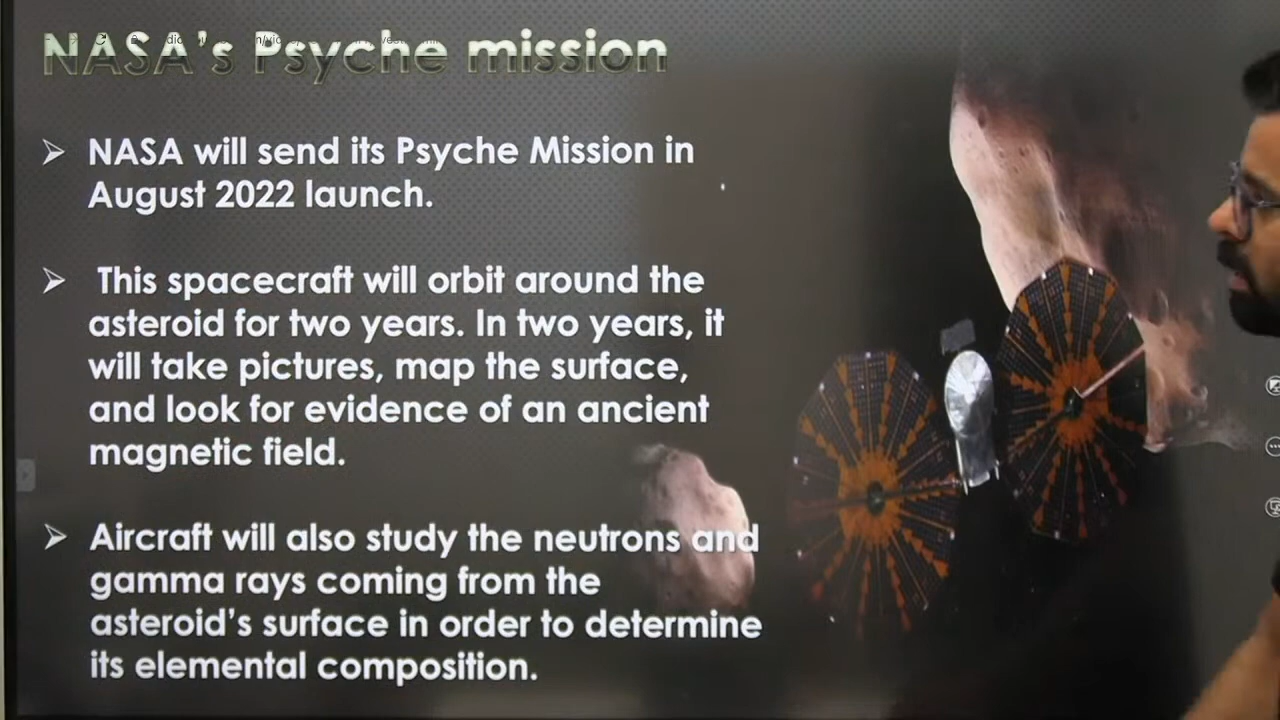 NASA's Psyche mission
➢ NASA will send its Psyche Mission in
August 2022 launch.
➢ This spacecraft will orbit around the
asteroid for two years. In two years, it
will take pictures, map the surface,
and look for evidence of an ancient
magnetic field.
➢ Aircraft will also study the neutrons and
gamma rays coming from the
asteroid's surface in order to determine
its elemental composition.